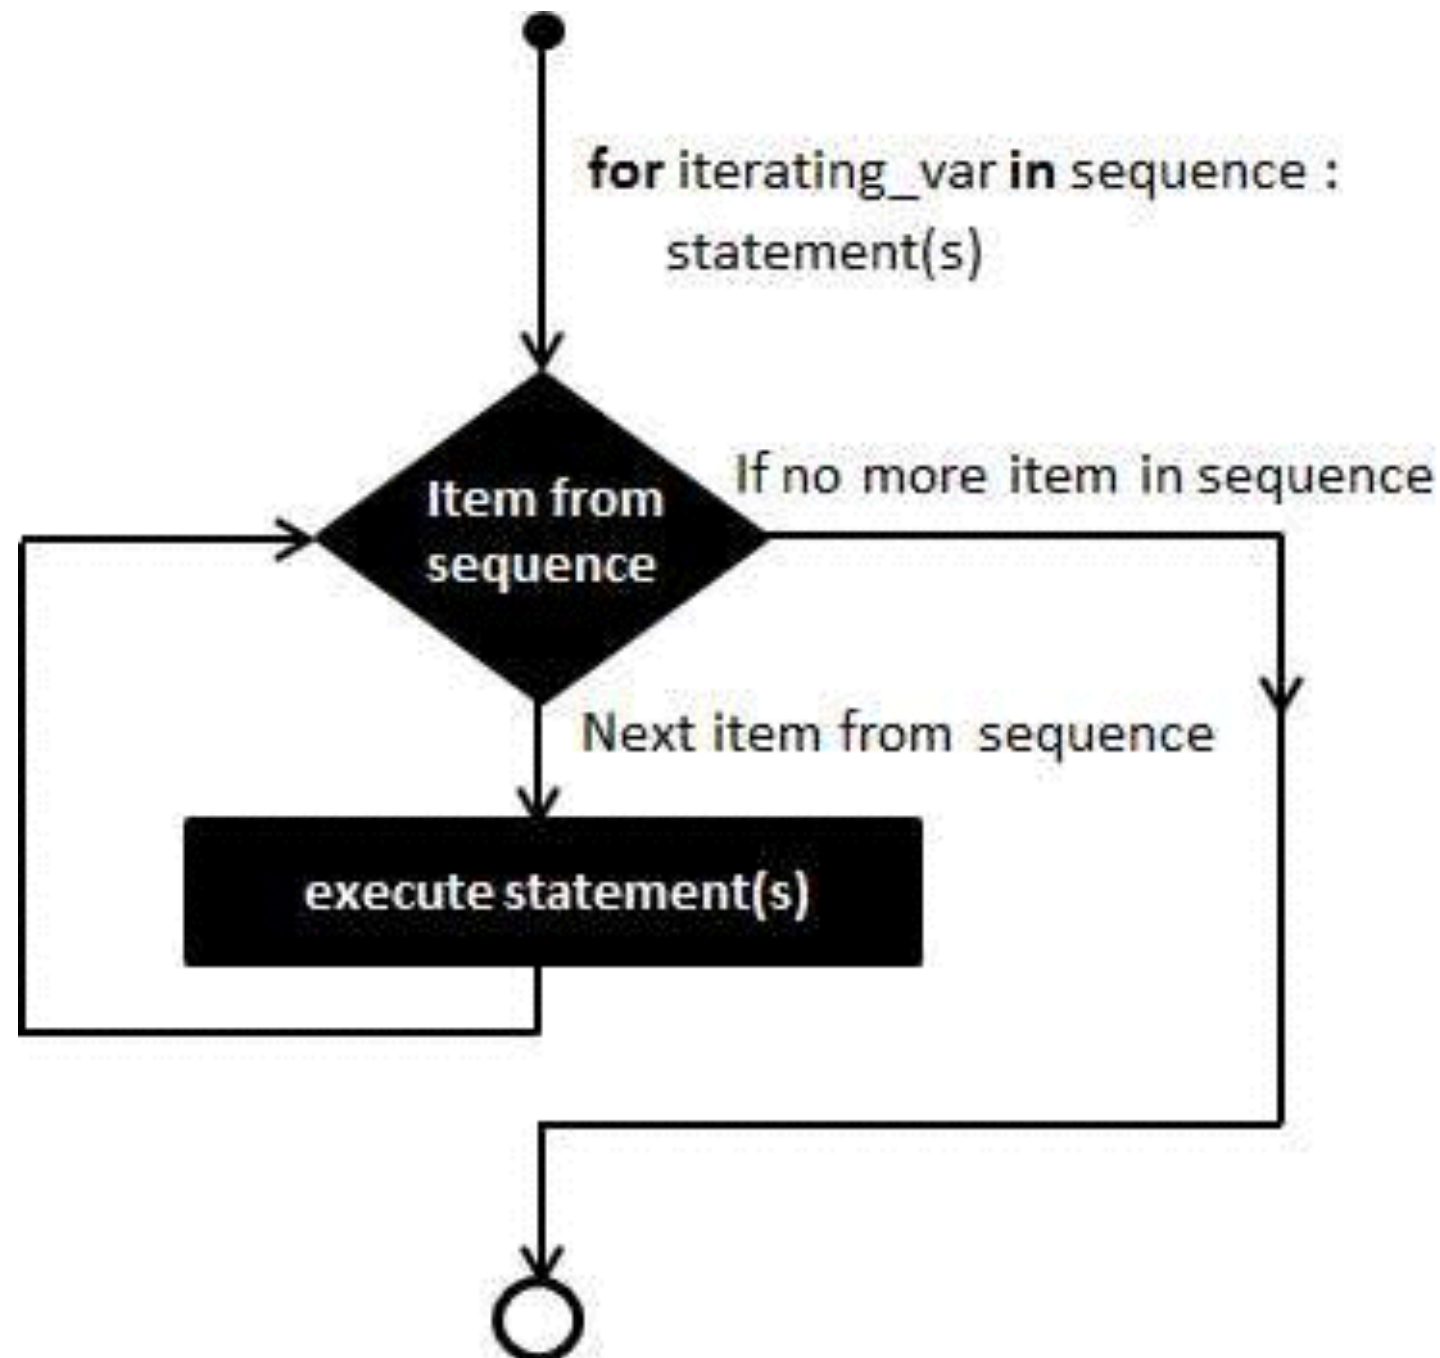 for iterating_var in sequence :
statement(s)
If no more item in sequence
Item from
sequence
Next item from sequence
execute statement(s)